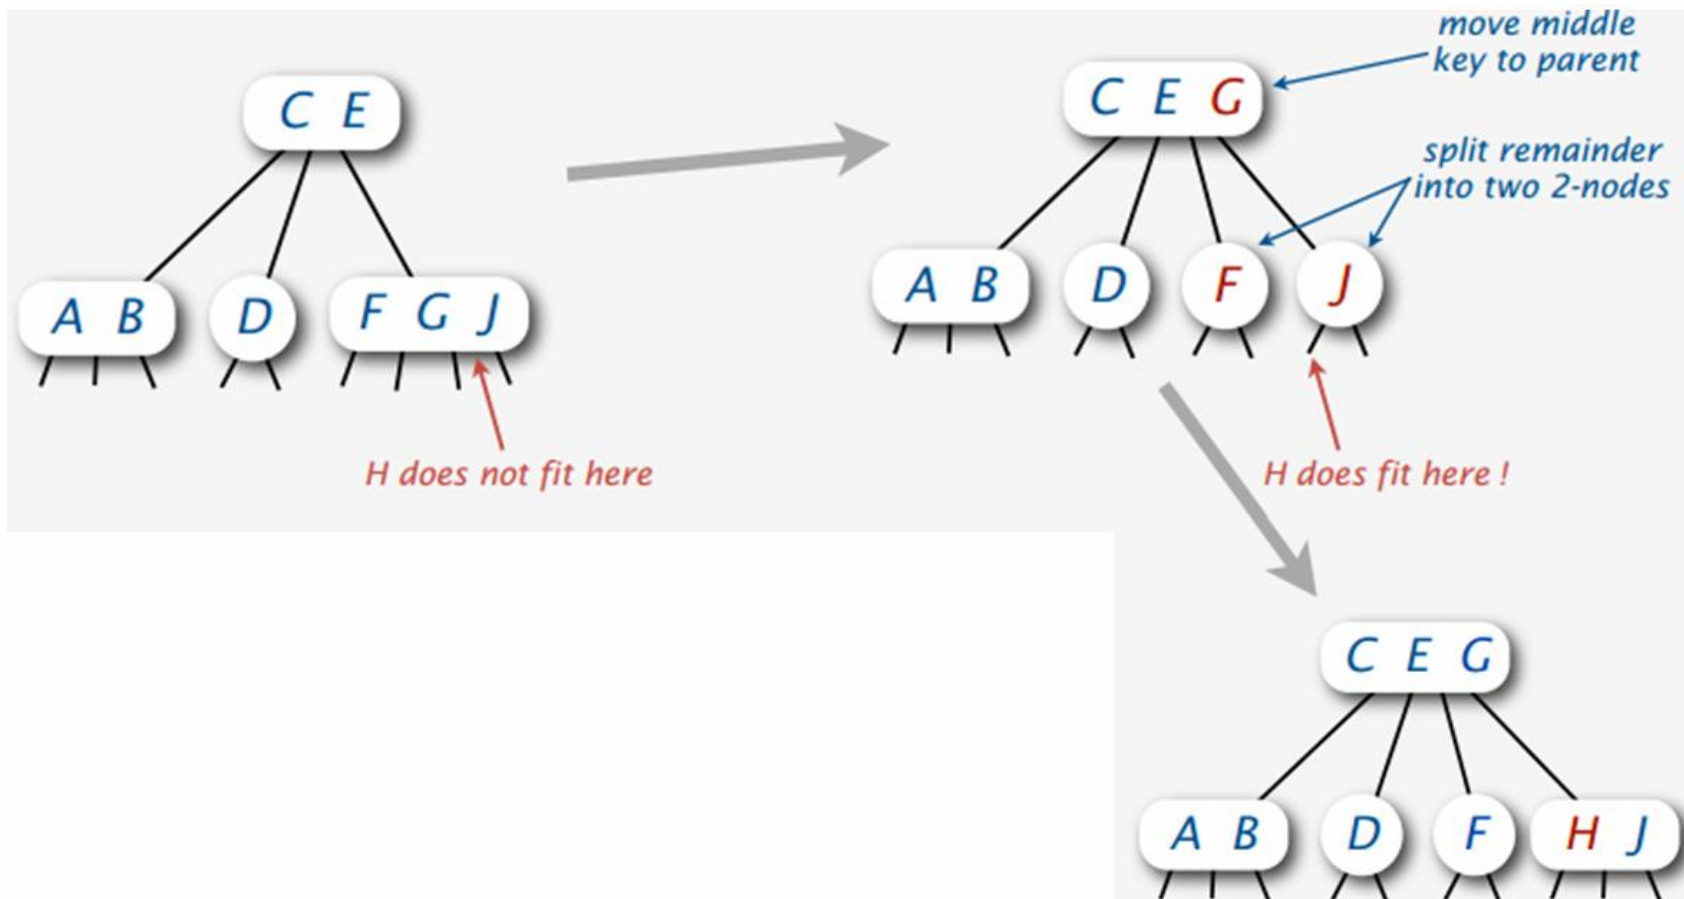 C E
A B
D
F G J
H does not fit here
move middle
key to parent
C E G
split remainder
into two 2-nodes
A B
D
F
J
H does fit here !
C E G
A B
D
F
H J